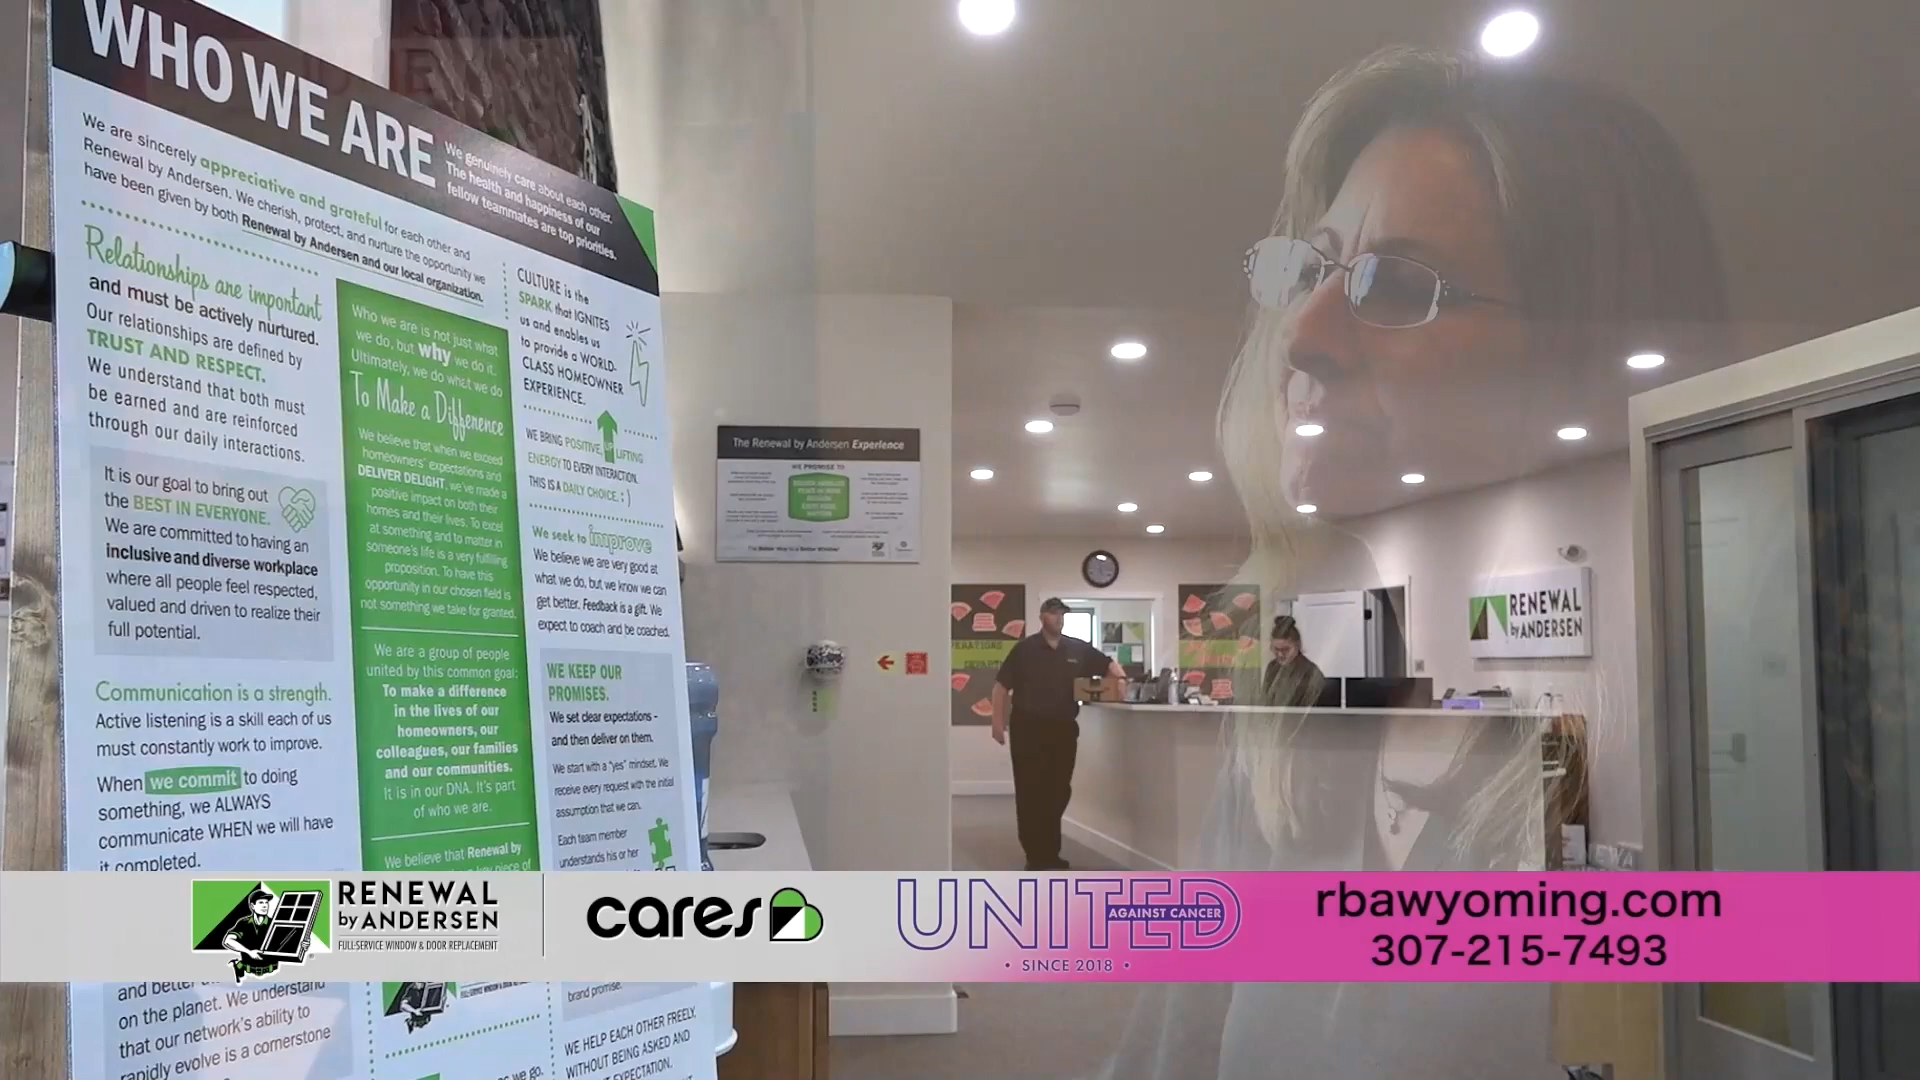 WHO WE ARE
We genuinely care about each other.
The health and happiness of our
fellow teammates are top priorities.
We are sincerely appreciative and grateful for each other and
Renewal by Andersen. We cherish, protect, and nurture the opportunity we
have been given by both Renewal by Andersen and our local organization.
Relationships are important
and must be actively nurtured.
Our relationships are defined by
TRUST AND RESPECT.
We understand that both must
be earned and are reinforced
through our daily interactions.
It is our goal to bring out
the BEST IN EVERYONE.
We are committed to having an
inclusive and diverse workplace
where all people feel respected,
valued and driven to realize their
full potential.
Communication is a strength.
Active listening is a skill each of us
must constantly work to improve.
When we commit to doing
something, we ALWAYS
communicate WHEN we will have
it completed.
and better
on the planet. We understand
that our network's ability to
rapidly evolve is a cornerstone
Who we are is not just what
we do, but why we do it.
Ultimately, we do what we do
To Make a Difference
We believe that when we exceed
homeowners' expectations and
DELIVER DELIGHT, we've made a
positive impact on both their
homes and their lives. To excel
at something and to matter in
someone's life is a very fulfilling
proposition. To have this
opportunity in our chosen field is
not something we take for granted.
We are a group of people
united by this common goal:
To make a difference
in the lives of our
homeowners, our
colleagues, our families
and our communities.
It is in our DNA. It's part
of who we are.
We believe that Renewal by
piece of
CULTURE is the
SPARK that IGNITES
us and enables us
to provide a WORLD-
CLASS HOMEOWNER
EXPERIENCE.
WE BRING POSITIVE, UPLIFTING
ENERGY TO EVERY INTERACTION.
THIS IS A DAILY CHOICE. : )
We seek to improve
We believe we are very good at
what we do, but we know we can
get better. Feedback is a gift. We
expect to coach and be coached.
WE KEEP OUR
PROMISES.
We set clear expectations –
and then deliver on them.
We start with a "yes" mindset. We
receive every request with the initial
assumption that we can.
Each team member
understands his or her
brand promise.
WE HELP EACH OTHER FREELY,
WITHOUT BEING ASKED AND
EXPECTATION.
we go.
The Renewal by Andersen Experience
WE PROMISE TO
The Better Way to a Better Window
RENEWAL
by ANDERSEN
RENEWAL
by ANDERSEN
FULL-SERVICE WINDOW & DOOR REPLACEMENT
cares
UNITED
AGAINST CANCER
• SINCE 2018 •
rbawyoming.com
307-215-7493